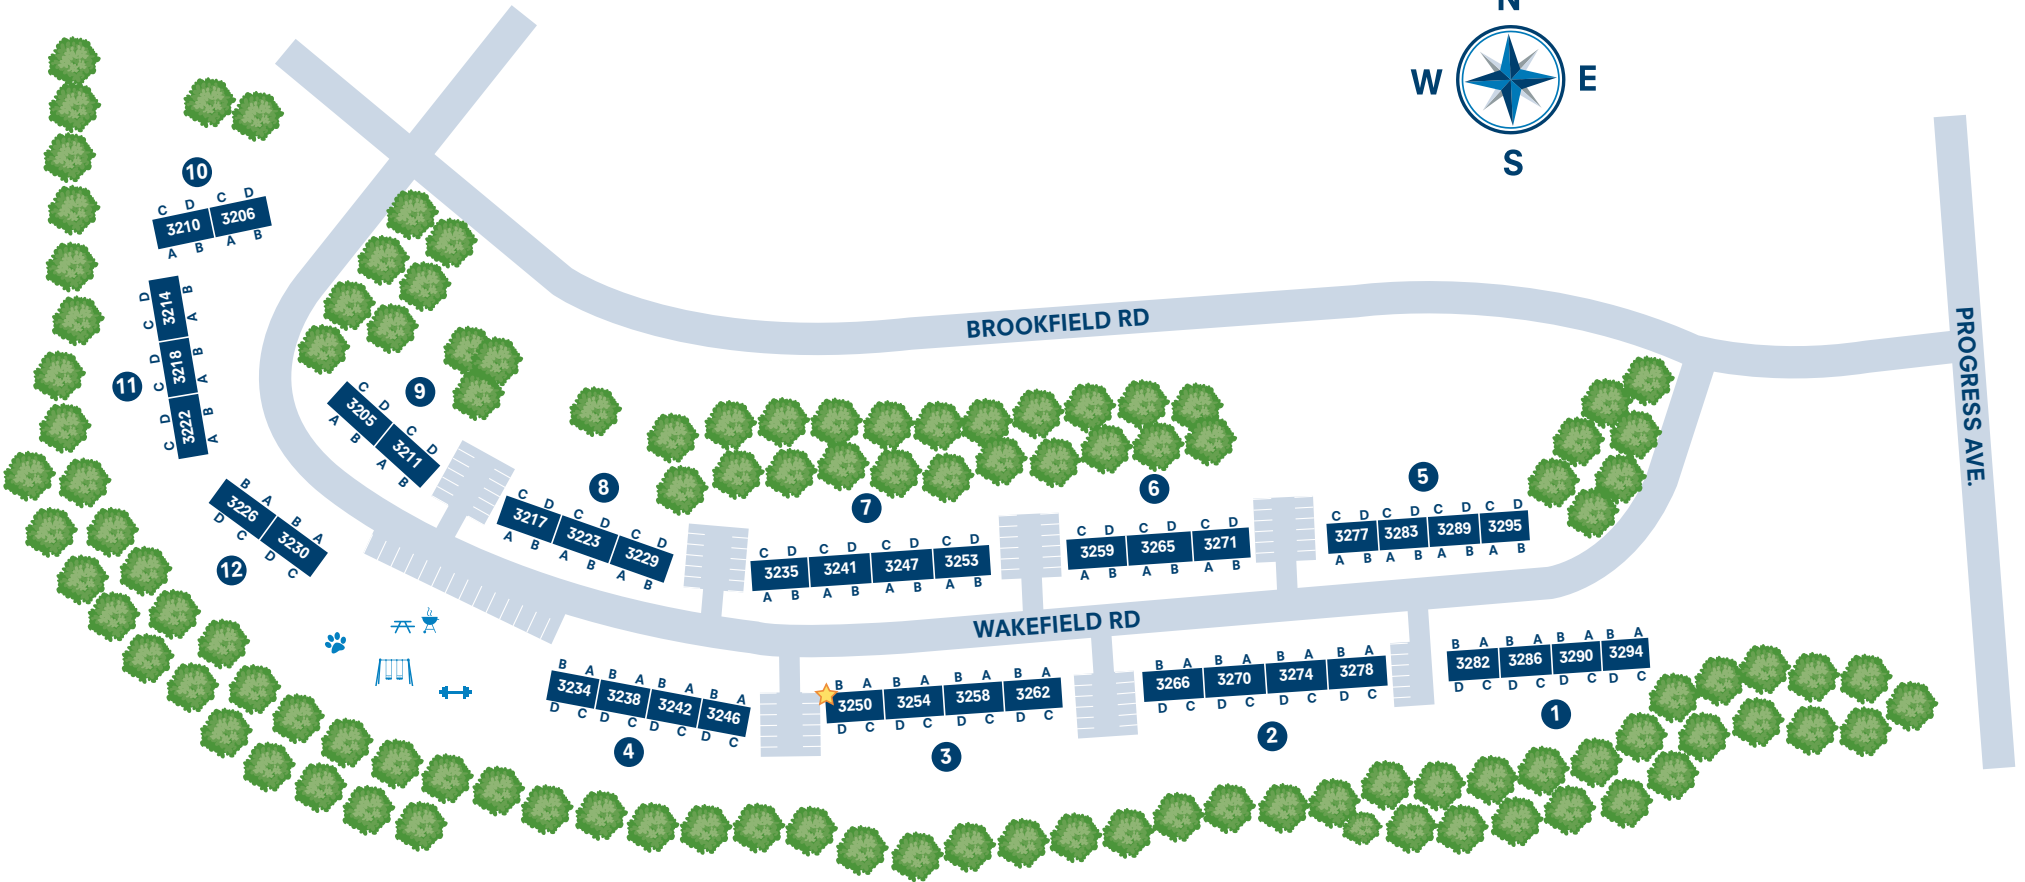 N
W E
S
BROOKFIELD RD
WAKEFIELD RD
PROGRESS AVE.
10
C D C D
3210 3206
A B A B
11
D B
3214
C A
D B
3218
C A
D B
3222
C A
12
B A B A
3226 3230
D C D C
9
C D C D
3205 3211
A B A B
8
C D C D C D
3217 3223 3229
A B A B A B
7
C D C D C D C D
3235 3241 3247 3253
A B A B A B A B
6
C D C D C D
3259 3265 3271
A B A B A B
5
C D C D C D C D
3277 3283 3289 3295
A B A B A B A B
B A B A B A B A
3234 3238 3242 3246
D C D C D C D C
4
B A B A B A B A
3250 3254 3258 3262
D C D C D C D C
3
B A B A B A B A
3266 3270 3274 3278
D C D C D C D C
2
B A B A B A B A
3282 3286 3290 3294
D C D C D C D C
1